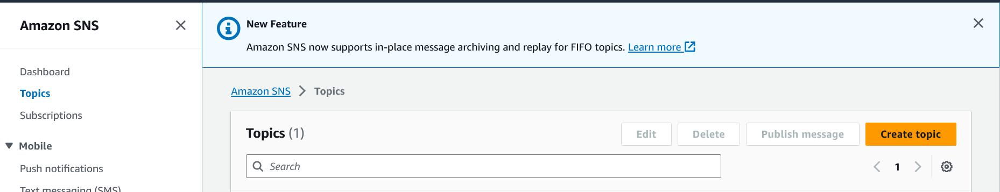 Amazon SNS
New Feature
Amazon SNS now supports in-place message archiving and replay for FIFO topics. Learn more
Dashboard
Topics
Subscriptions
Mobile
Push notifications
Text messaging (SMS)
Amazon SNS > Topics
Topics (1)
Edit
Delete
Publish message
Create topic
Search
1